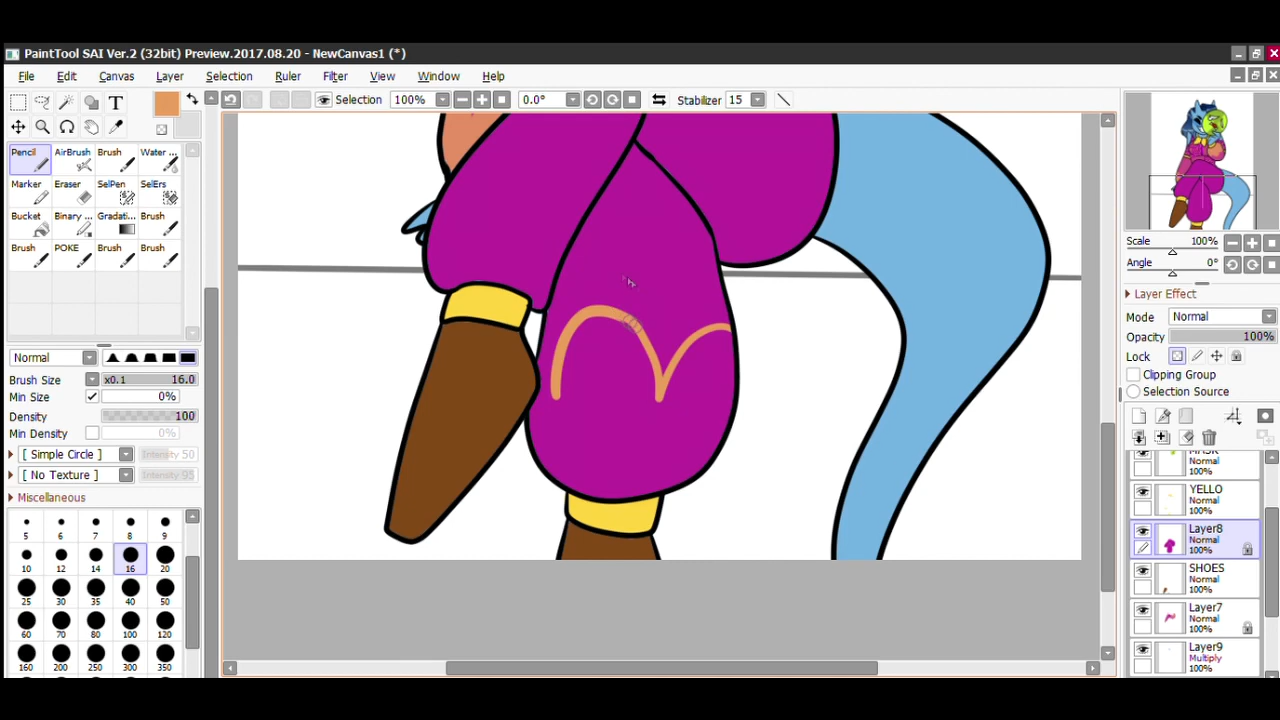 PaintTool SAI Ver.2 (32bit) Preview.2017.08.20 - NewCanvas1 (*)
File Edit Canvas Layer Selection Ruler Filter View Window Help
T Selection 100% 0.0° Stabilizer 15
Pencil AirBrush Brush Water ...
Marker Eraser SelPen SelErs
Bucket Binary ... Gradati... Brush
Brush POKE Brush Brush
Normal
Brush Size x0.1 16.0
Min Size 0%
Density 100
Min Density 0%
[ Simple Circle ] Intensity 50
[ No Texture ] Intensity 95
Miscellaneous
5 6 7 8 9
10 12 14 16 20
25 30 35 40 50
60 70 80 100 120
160 200 250 300 350
Scale 100%
Angle 0°
Layer Effect
Mode Normal
Opacity 100%
Lock
Clipping Group
Selection Source
MASK
Normal
100%
YELLO
Normal
100%
Layer8
Normal
100%
SHOES
Normal
100%
Layer7
Normal
100%
Layer9
Multiply
100%